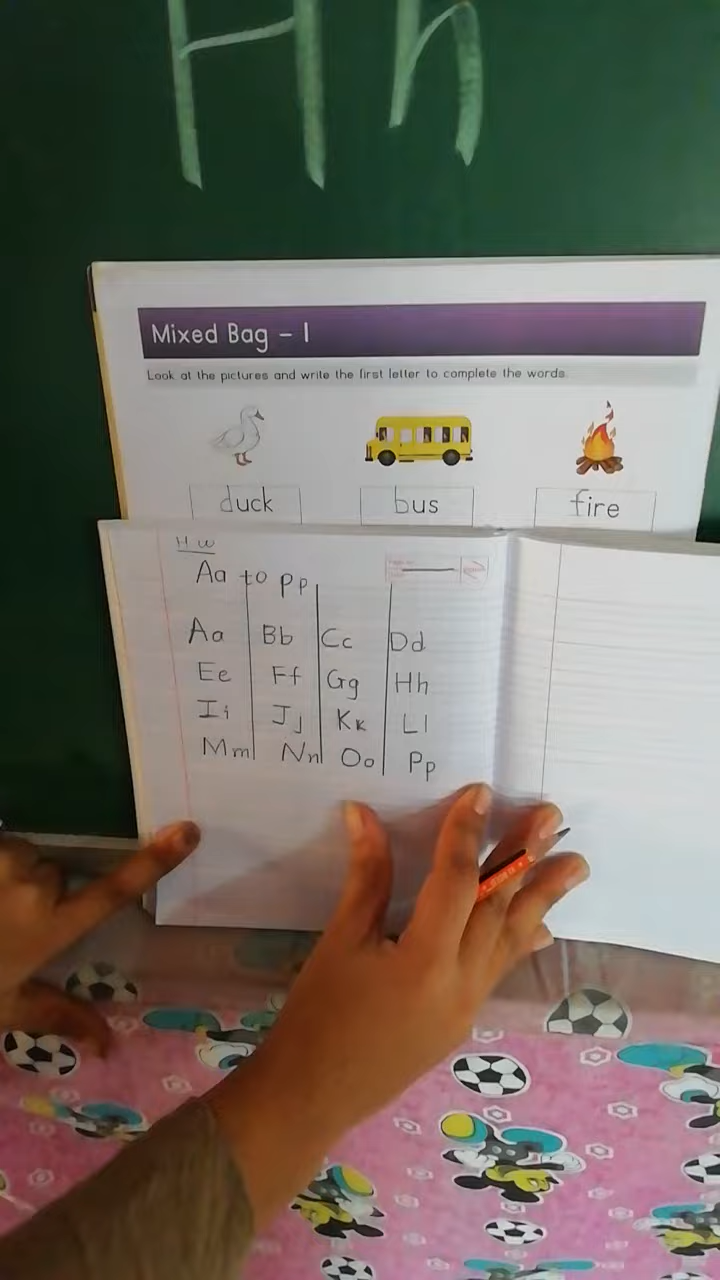 Hh
Mixed Bag - 1
Look at the pictures and write the first letter to complete the words.
duck bus fire
H.W
Aa to Pp
Aa Bb Cc Dd
Ee Ff Gg Hh
Ii Jj Kk Ll
Mm Nn Oo Pp